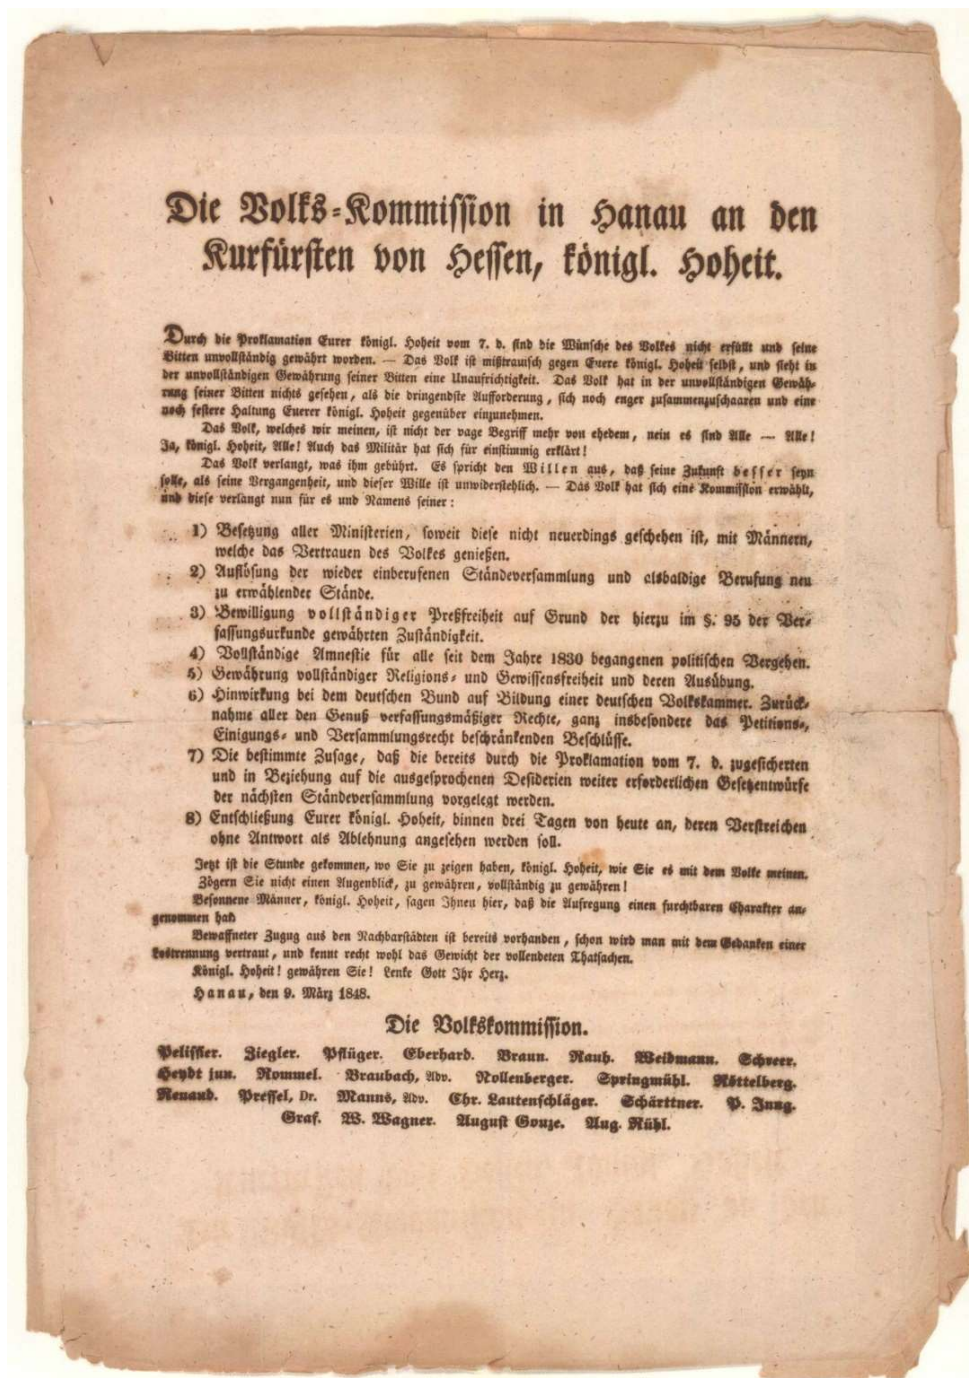 Die Volks=Kommission in Hanau an den
Kurfürsten von Hessen, königl. Hoheit.
Durch die Proklamation Eurer königl. Hoheit vom 7. d. sind die Wünsche des Volkes nicht erfüllt und seine
Bitten unvollständig gewährt worden. — Das Volk ist mißtrauisch gegen Euere königl. Hoheit selbst, und sieht in
der unvollständigen Gewährung seiner Bitten eine Unaufrichtigkeit. Das Volk hat in der unvollständigen Gewäh-
rung seiner Bitten nichts gesehen, als die dringendste Aufforderung, sich noch enger zusammenzuschaaren und eine
noch festere Haltung Euerer königl. Hoheit gegenüber einzunehmen.
Das Volk, welches wir meinen, ist nicht der vage Begriff mehr von ehedem, nein es sind Alle — Alle!
Ja, königl. Hoheit, Alle! Auch das Militär hat sich für einstimmig erklärt!
Das Volk verlangt, was ihm gebührt. Es spricht den Willen aus, daß seine Zukunft besser seyn
solle, als seine Vergangenheit, und dieser Wille ist unwiderstehlich. — Das Volk hat sich eine Kommission erwählt,
und diese verlangt nun für es und Namens seiner:
1) Besetzung aller Ministerien, soweit diese nicht neuerdings geschehen ist, mit Männern,
welche das Vertrauen des Volkes genießen.
2) Auflösung der wieder einberufenen Ständeversammlung und alsbaldige Berufung neu
zu erwählender Stände.
3) Bewilligung vollständiger Preßfreiheit auf Grund der hierzu im §. 95 der Ver-
fassungsurkunde gewährten Zuständigkeit.
4) Vollständige Amnestie für alle seit dem Jahre 1830 begangenen politischen Vergehen.
5) Gewährung vollständiger Religions- und Gewissensfreiheit und deren Ausübung.
6) Hinwirkung bei dem deutschen Bund auf Bildung einer deutschen Volkskammer. Zurück-
nahme aller den Genuß verfassungsmäßiger Rechte, ganz insbesondere das Petitions-,
Einigungs- und Versammlungsrecht beschränkenden Beschlüsse.
7) Die bestimmte Zusage, daß die bereits durch die Proklamation vom 7. d. zugesicherten
und in Beziehung auf die ausgesprochenen Desiderien weiter erforderlichen Gesetzentwürfe
der nächsten Ständeversammlung vorgelegt werden.
8) Entschließung Eurer königl. Hoheit, binnen drei Tagen von heute an, deren Verstreichen
ohne Antwort als Ablehnung angesehen werden soll.
Jetzt ist die Stunde gekommen, wo Sie zu zeigen haben, königl. Hoheit, wie Sie es mit dem Volke meinen.
Zögern Sie nicht einen Augenblick, zu gewähren, vollständig zu gewähren!
Besonnene Männer, königl. Hoheit, sagen Ihnen hier, daß die Aufregung einen furchtbaren Charakter an-
genommen hat.
Bewaffneter Zuzug aus den Nachbarstädten ist bereits vorhanden, schon wird man mit dem Gedanken einer
Lostrennung vertraut, und kennt recht wohl das Gewicht der vollendeten Thatsachen.
Königl. Hoheit! gewähren Sie! Lenke Gott Ihr Herz.
Hanau, den 9. März 1848.
Die Volkskommission.
Pelissier. Ziegler. Pflüger. Eberhard. Braun. Rauh. Weidmann. Schreer.
Heydt jun. Rommel. Braubach, Adv. Nollenberger. Springmühl. Röttelberg.
Renaud. Pressel, Dr. Manns, Adv. Chr. Lautenschläger. Schärttner. P. Jung.
Graf. W. Wagner. August Gouze. Aug. Rühl.